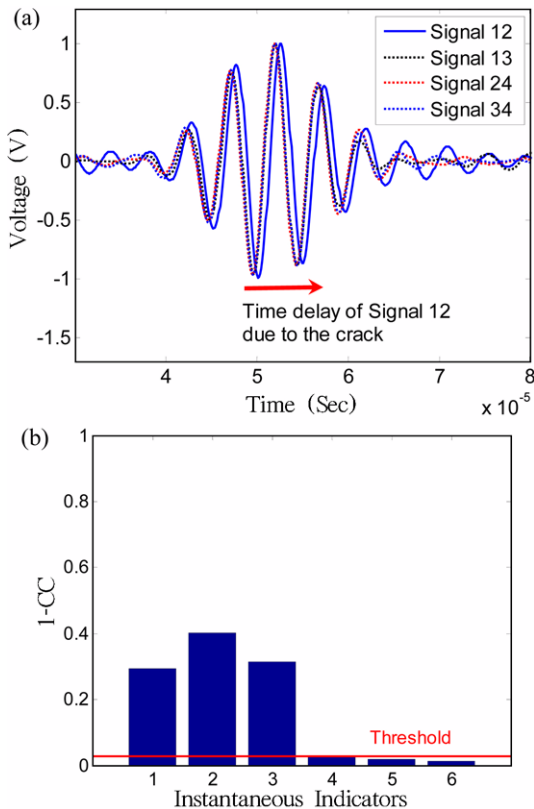 (a)
Signal 12
Signal 13
Signal 24
Signal 34
1
0.5
0
-0.5
-1
-1.5
Voltage (V)
Time delay of Signal 12
due to the crack
4
5
6
7
8
Time (Sec)
x 10-5
(b)
1
0.8
0.6
0.4
0.2
0
1-CC
Threshold
1
2
3
4
5
6
Instantaneous Indicators